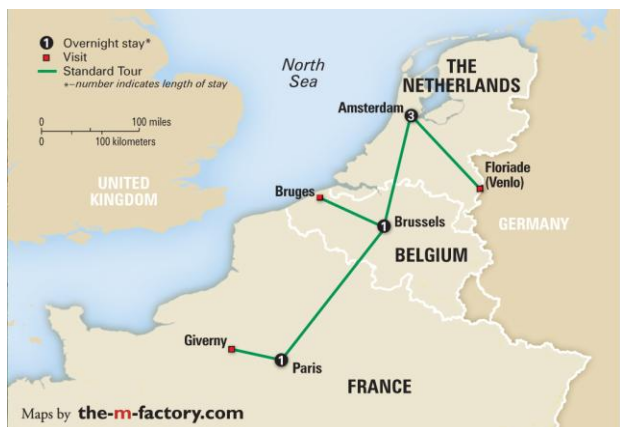 1 Overnight stay*
Visit
Standard Tour
*–number indicates length of stay
0 100 miles
0 100 kilometers
North
Sea
THE
NETHERLANDS
Amsterdam
3
Floriade
(Venlo)
UNITED
KINGDOM
Bruges
Brussels
1
GERMANY
BELGIUM
Giverny
1
Paris
FRANCE
Maps by the-m-factory.com